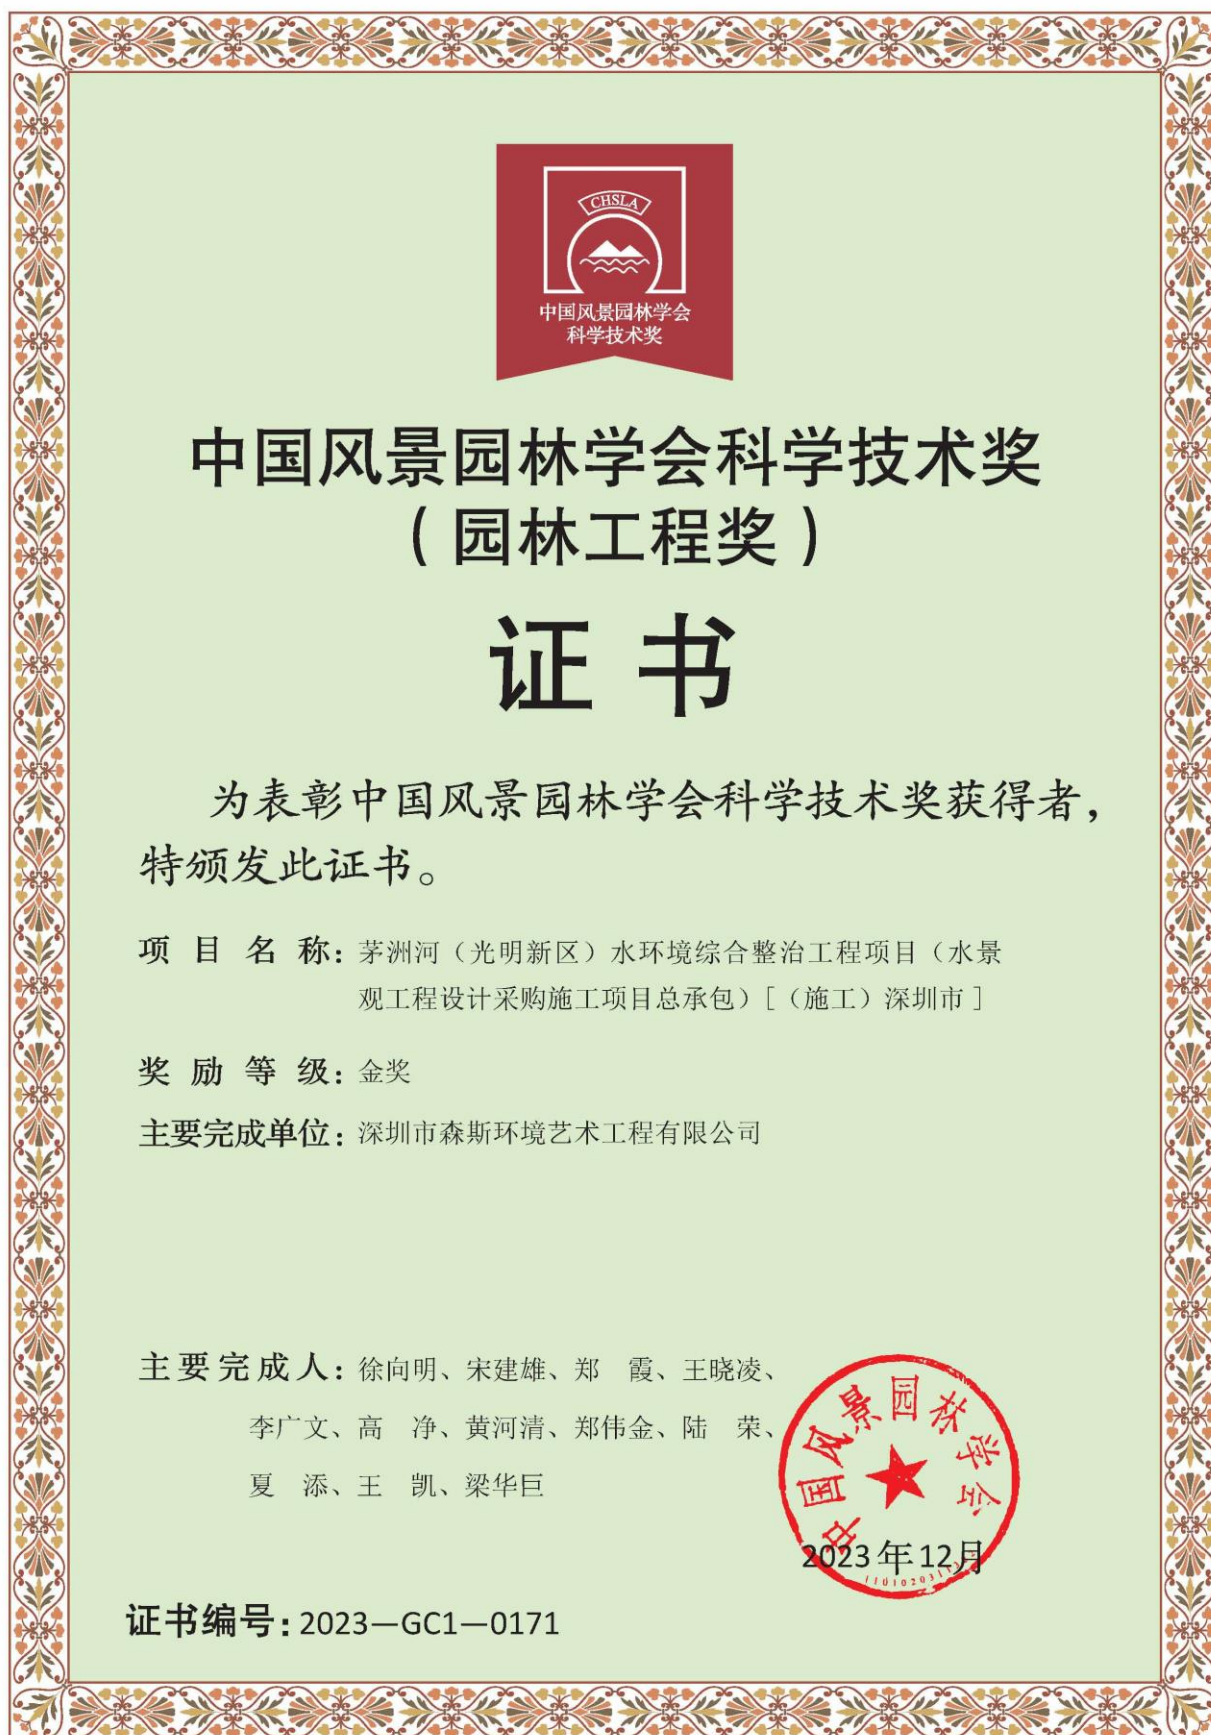 CHSLA
中国风景园林学会
科学技术奖
中国风景园林学会科学技术奖
（园林工程奖）
证书
为表彰中国风景园林学会科学技术奖获得者，
特颁发此证书。
项目名称：茅洲河（光明新区）水环境综合整治工程项目（水景
观工程设计采购施工项目总承包）[（施工）深圳市]
奖励等级：金奖
主要完成单位：深圳市森斯环境艺术工程有限公司
主要完成人：徐向明、宋建雄、郑 霞、王晓凌、
李广文、高 净、黄河清、郑伟金、陆 荣、
夏 添、王 凯、梁华巨
中国风景园林学会
2023年12月
证书编号：2023—GC1—0171